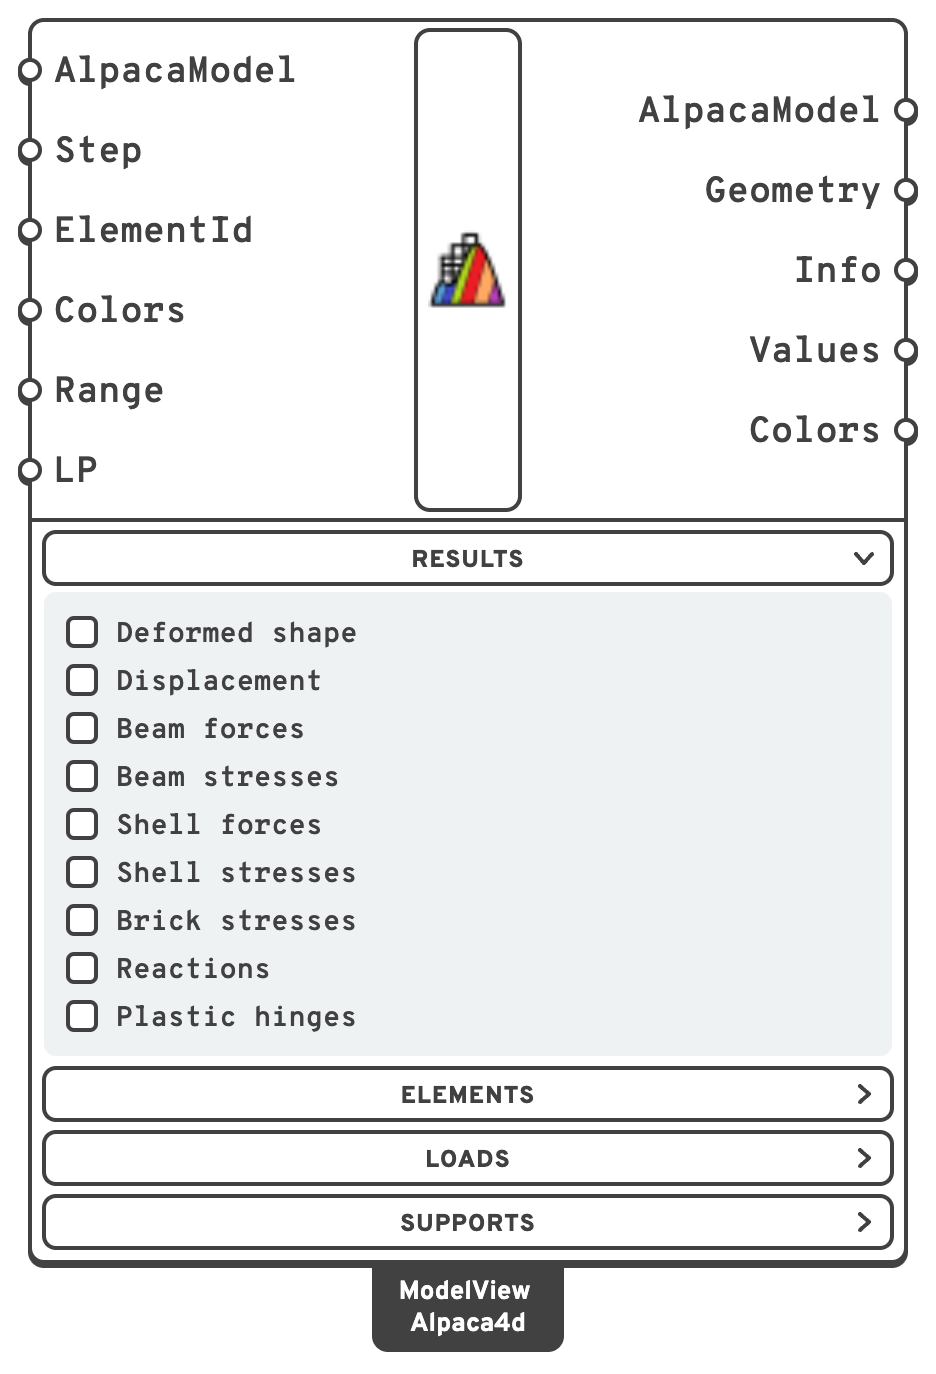 AlpacaModel
Step
ElementId
Colors
Range
LP
AlpacaModel
Geometry
Info
Values
Colors
RESULTS
Deformed shape
Displacement
Beam forces
Beam stresses
Shell forces
Shell stresses
Brick stresses
Reactions
Plastic hinges
ELEMENTS
LOADS
SUPPORTS
ModelView
Alpaca4d